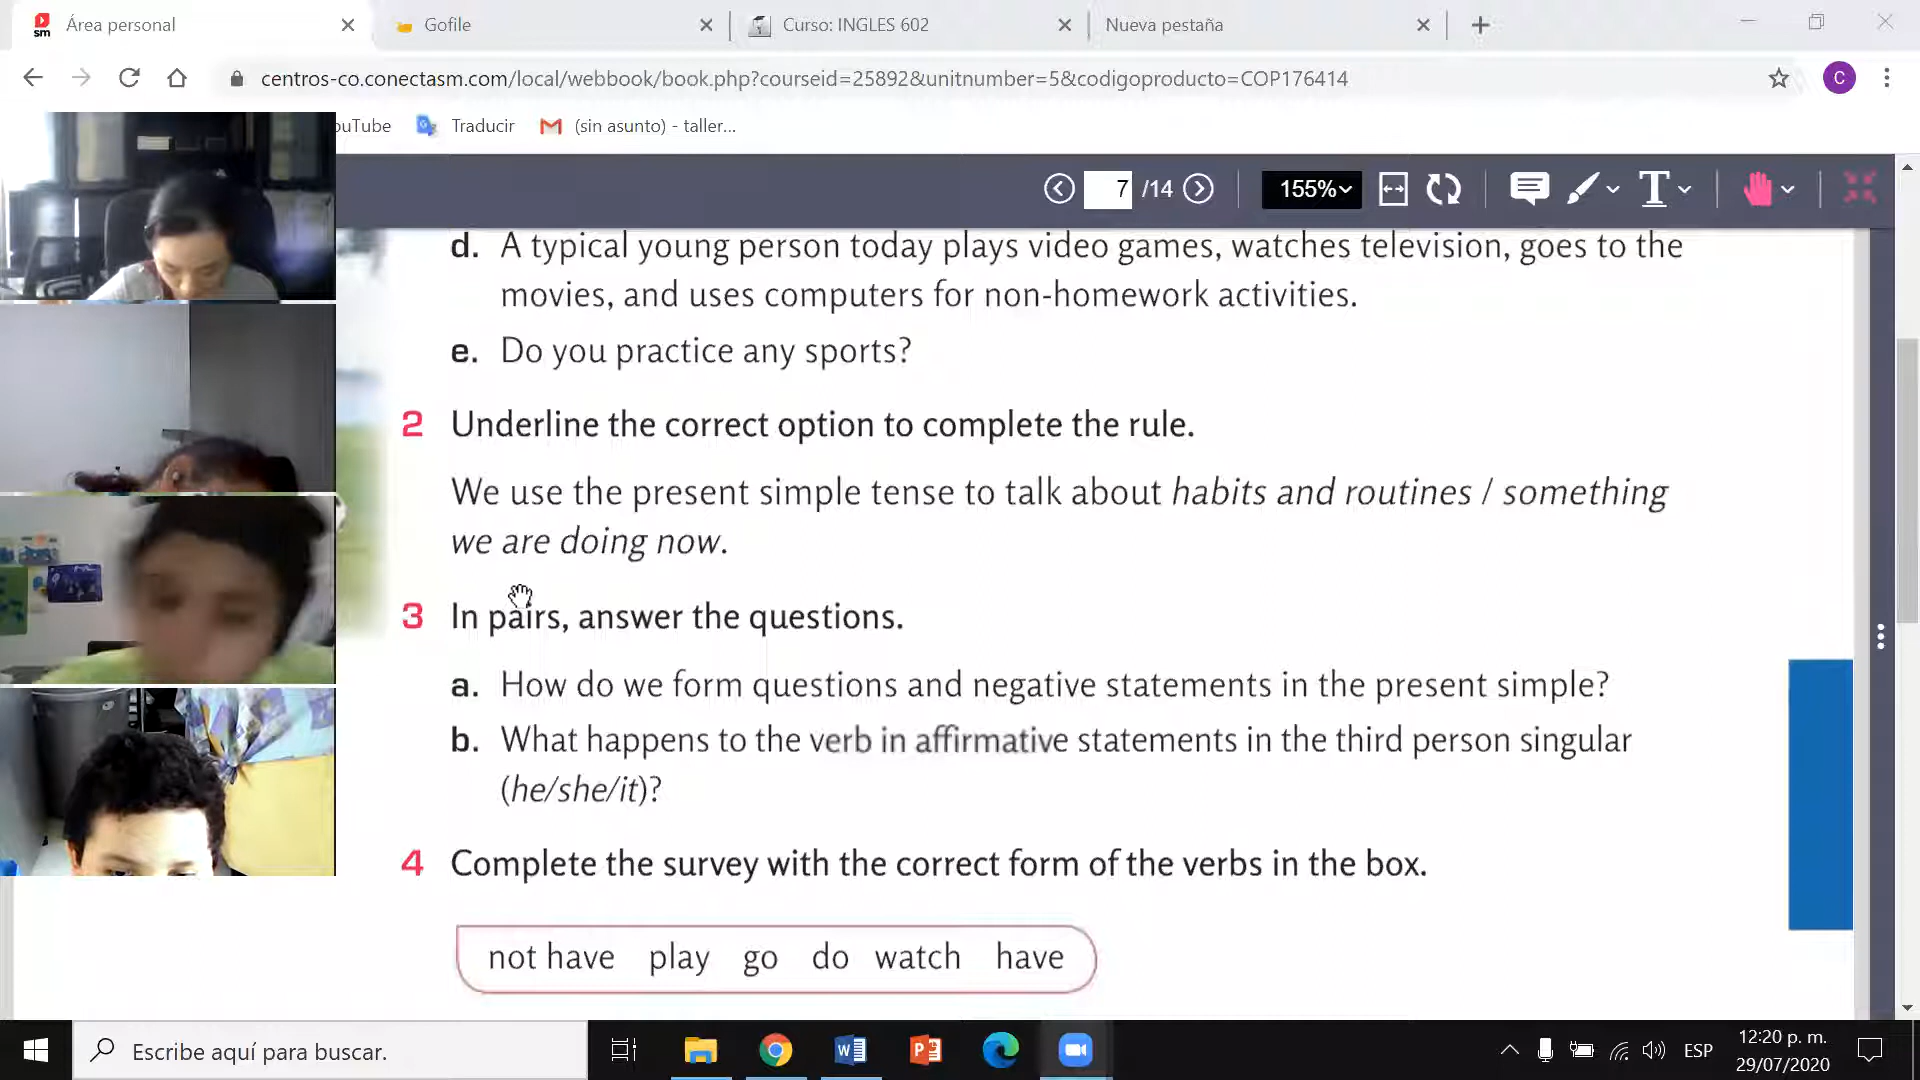 Área personal
Gofile
Curso: INGLES 602
Nueva pestaña
centros-co.conectasm.com/local/webbook/book.php?courseid=25892&unitnumber=5&codigoproducto=COP176414
C
ouTube
Traducir
(sin asunto) - taller...
7 /14
155%
d. A typical young person today plays video games, watches television, goes to the
movies, and uses computers for non-homework activities.
e. Do you practice any sports?
2 Underline the correct option to complete the rule.
We use the present simple tense to talk about habits and routines / something
we are doing now.
3 In pairs, answer the questions.
a. How do we form questions and negative statements in the present simple?
b. What happens to the verb in affirmative statements in the third person singular
(he/she/it)?
4 Complete the survey with the correct form of the verbs in the box.
not have play go do watch have
Escribe aquí para buscar.
ESP
12:20 p. m.
29/07/2020